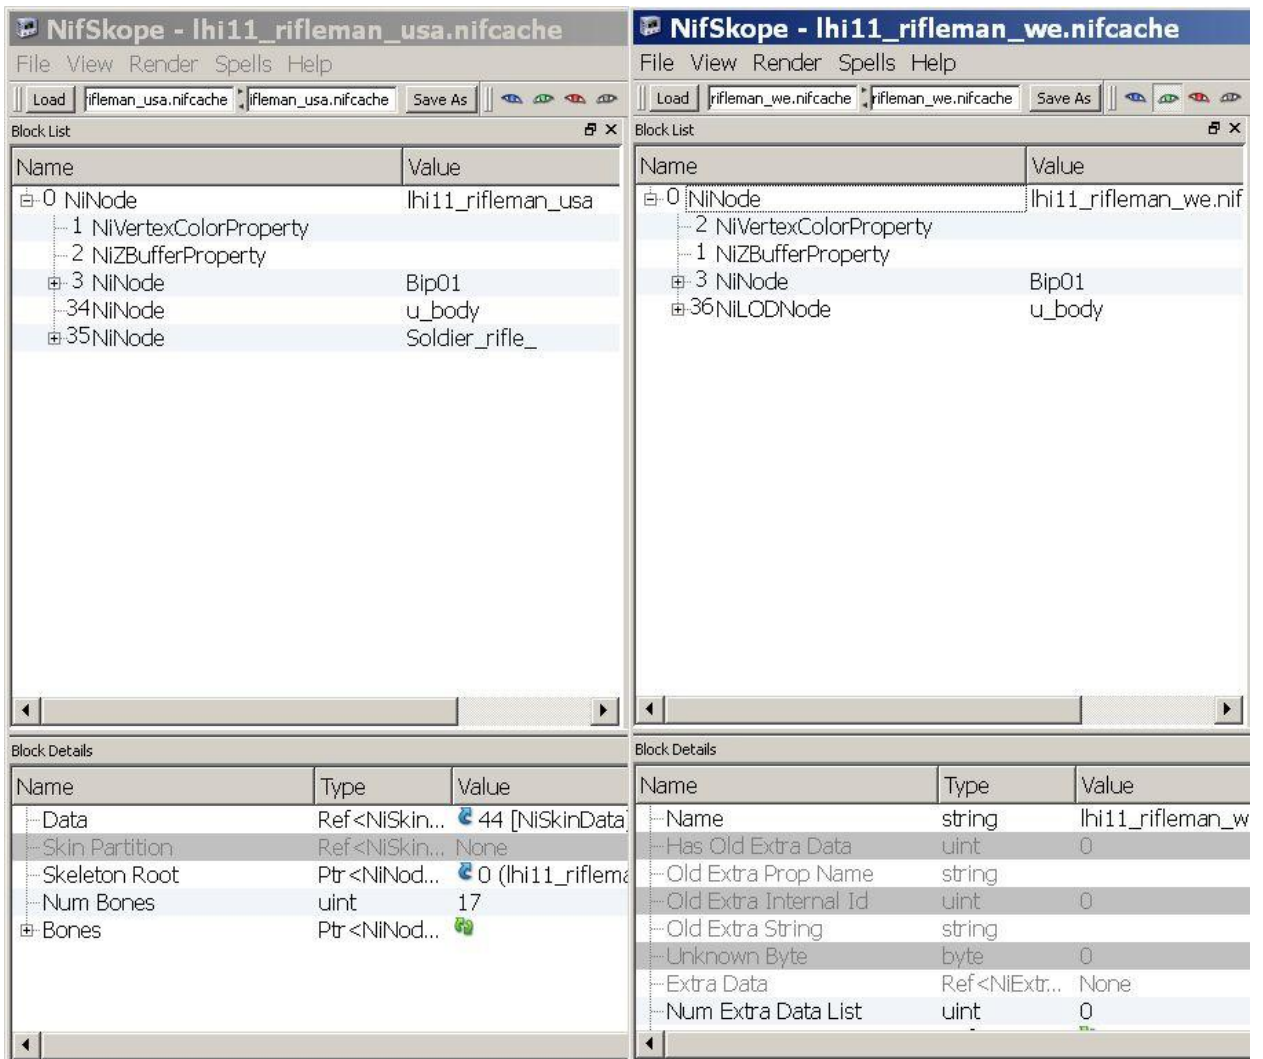 NifSkope - lhi11_rifleman_usa.nifcache
File View Render Spells Help
Load rifleman_usa.nifcache ifleman_usa.nifcache Save As
Block List
Name Value
0 NiNode lhi11_rifleman_usa
1 NiVertexColorProperty
2 NiZBufferProperty
3 NiNode Bip01
34 NiNode u_body
35 NiNode Soldier_rifle_
Block Details
Name Type Value
Data Ref<NiSkin... 44 [NiSkinData]
Skin Partition Ref<NiSkin... None
Skeleton Root Ptr<NiNod... 0 (lhi11_riflema
Num Bones uint 17
Bones Ptr<NiNod...
NifSkope - lhi11_rifleman_we.nifcache
File View Render Spells Help
Load rifleman_we.nifcache rifleman_we.nifcache Save As
Block List
Name Value
0 NiNode lhi11_rifleman_we.nif
2 NiVertexColorProperty
1 NiZBufferProperty
3 NiNode Bip01
36 NiLODNode u_body
Block Details
Name Type Value
Name string lhi11_rifleman_w
Has Old Extra Data uint 0
Old Extra Prop Name string
Old Extra Internal Id uint 0
Old Extra String string
Unknown Byte byte 0
Extra Data Ref<NiExtr... None
Num Extra Data List uint 0